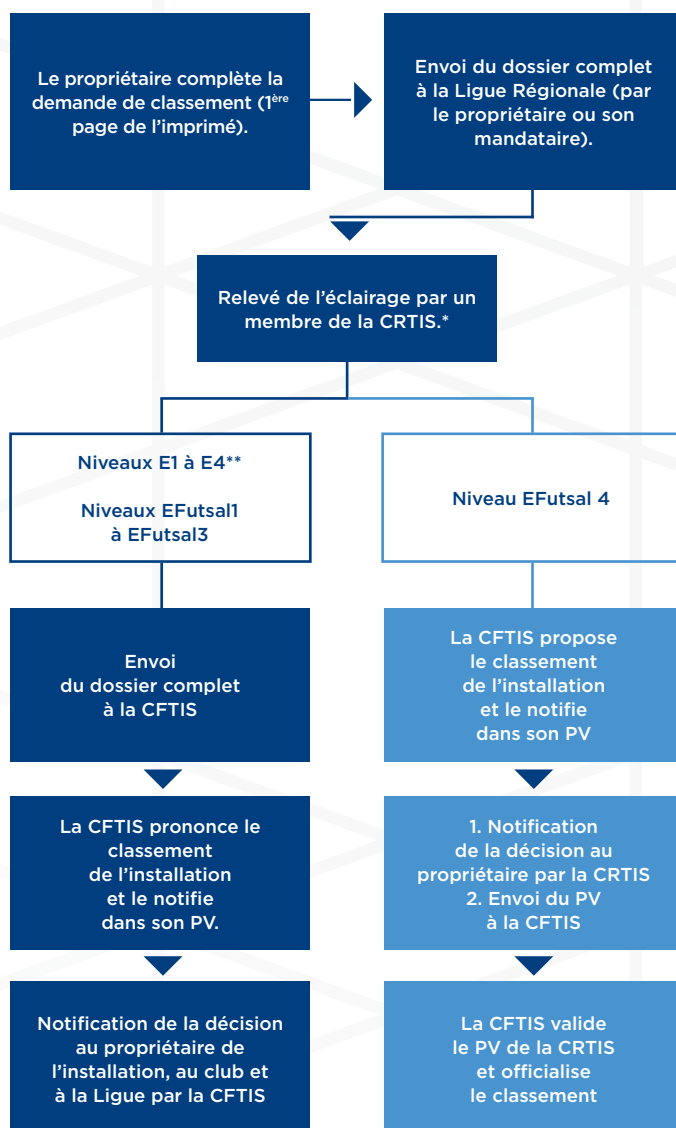 Le propriétaire complète la
demande de classement (1ère
page de l'imprimé).
Envoi du dossier complet
à la Ligue Régionale (par
le propriétaire ou son
mandataire).
Relevé de l'éclairage par un
membre de la CRTIS.*
Niveaux E1 à E4**
Niveaux EFutsal1
à EFutsal3
Niveau EFutsal 4
Envoi
du dossier complet
à la CFTIS
La CFTIS propose
le classement
de l'installation
et le notifie
dans son PV
La CFTIS prononce le
classement
de l'installation
et le notifie
dans son PV.
1. Notification
de la décision au
propriétaire par la CRTIS
2. Envoi du PV
à la CFTIS
Notification de la décision
au propriétaire de
l'installation, au club et
à la Ligue par la CFTIS
La CFTIS valide
le PV de la CRTIS
et officialise
le classement